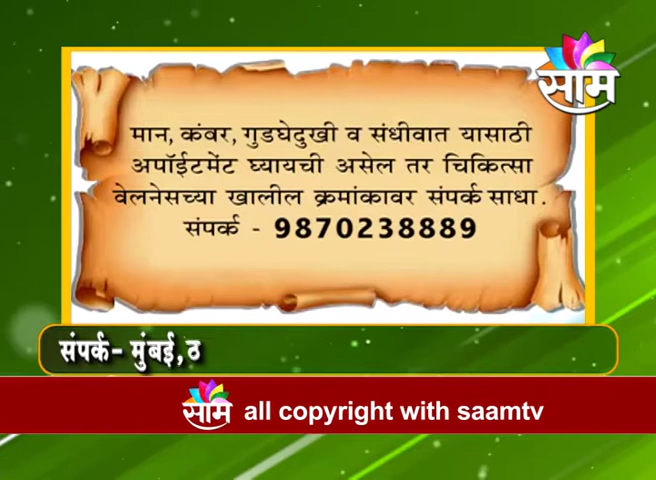 साम
मान, कंबर, गुडघेदुखी व संधीवात यासाठी
अपॉईटमेंट घ्यायची असेल तर चिकित्सा
वेलनेसच्या खालील क्रमांकावर संपर्क साधा.
संपर्क - 9870238889
संपर्क- मुंबई, ठ
साम all copyright with saamtv